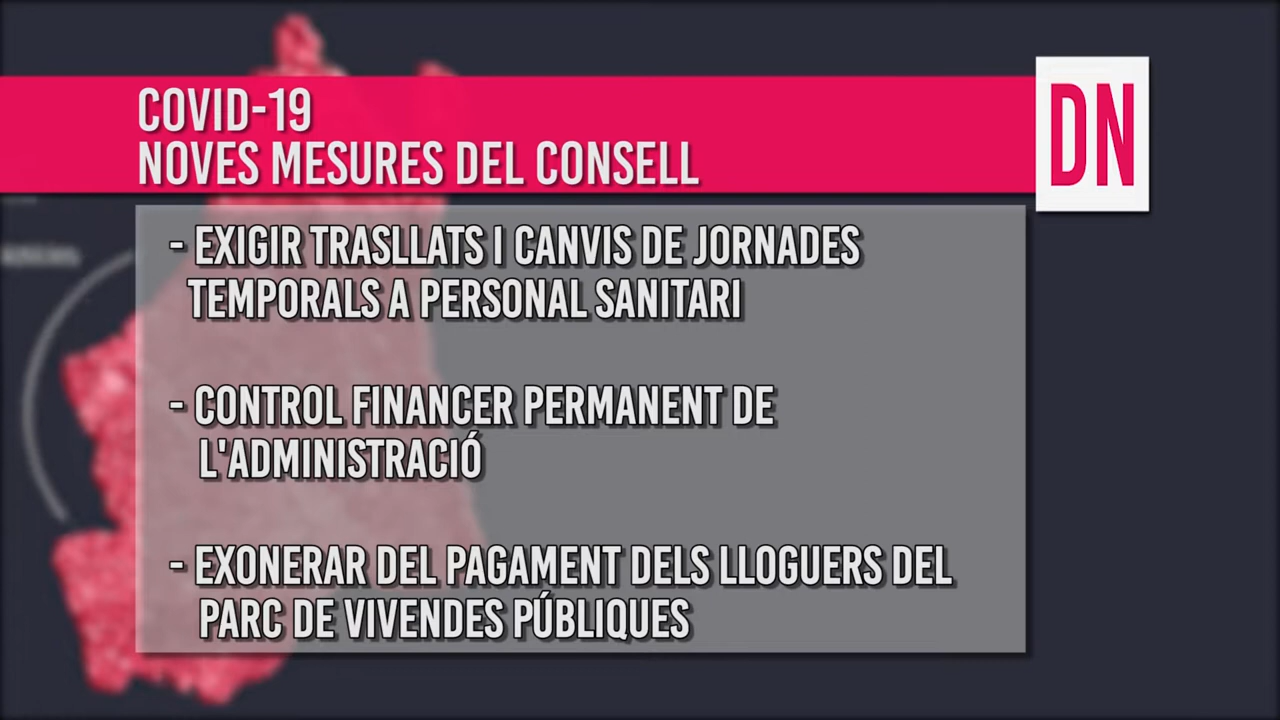 COVID-19
NOVES MESURES DEL CONSELL
DN
- EXIGIR TRASLLATS I CANVIS DE JORNADES
TEMPORALS A PERSONAL SANITARI
- CONTROL FINANCER PERMANENT DE
L'ADMINISTRACIÓ
- EXONERAR DEL PAGAMENT DELS LLOGUERS DEL
PARC DE VIVENDES PÚBLIQUES